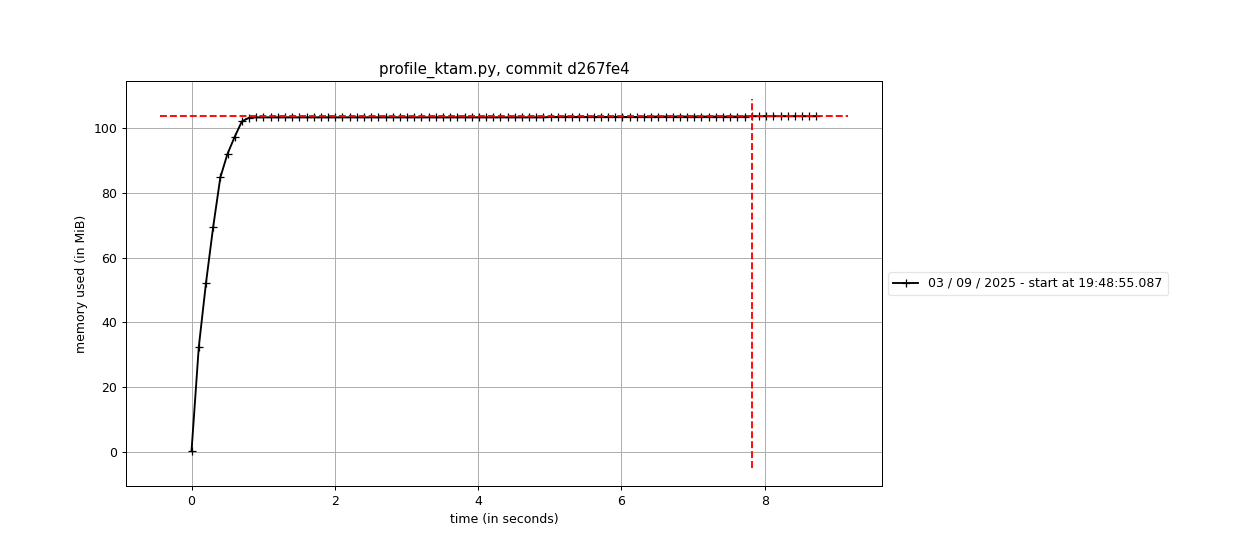 profile_ktam.py, commit d267fe4
memory used (in MiB)
100
80
60
40
20
0
0 2 4 6 8
time (in seconds)
03 / 09 / 2025 - start at 19:48:55.087